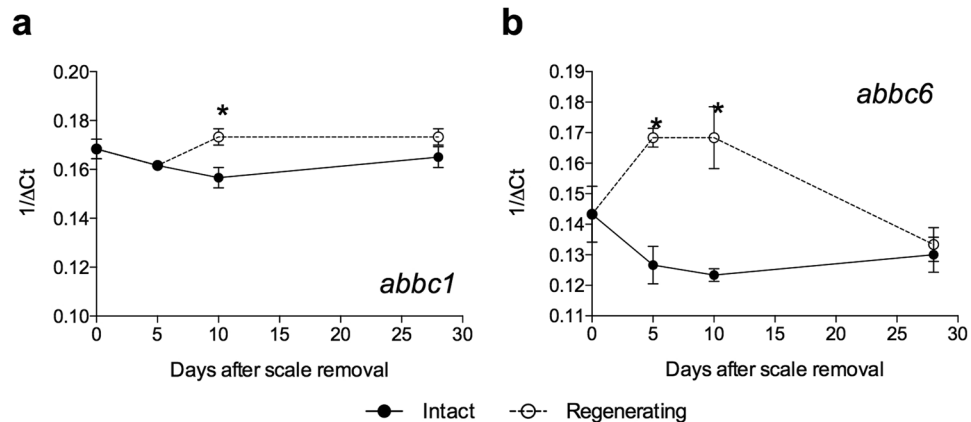 a
0.20
0.18
0.16
0.14
0.12
0.10
1/ΔCt
*
abbc1
0 5 10 15 20 25 30
Days after scale removal
b
0.19
0.18
0.17
0.16
0.15
0.14
0.13
0.12
0.11
1/ΔCt
* *
abbc6
0 5 10 15 20 25 30
Days after scale removal
Intact Regenerating